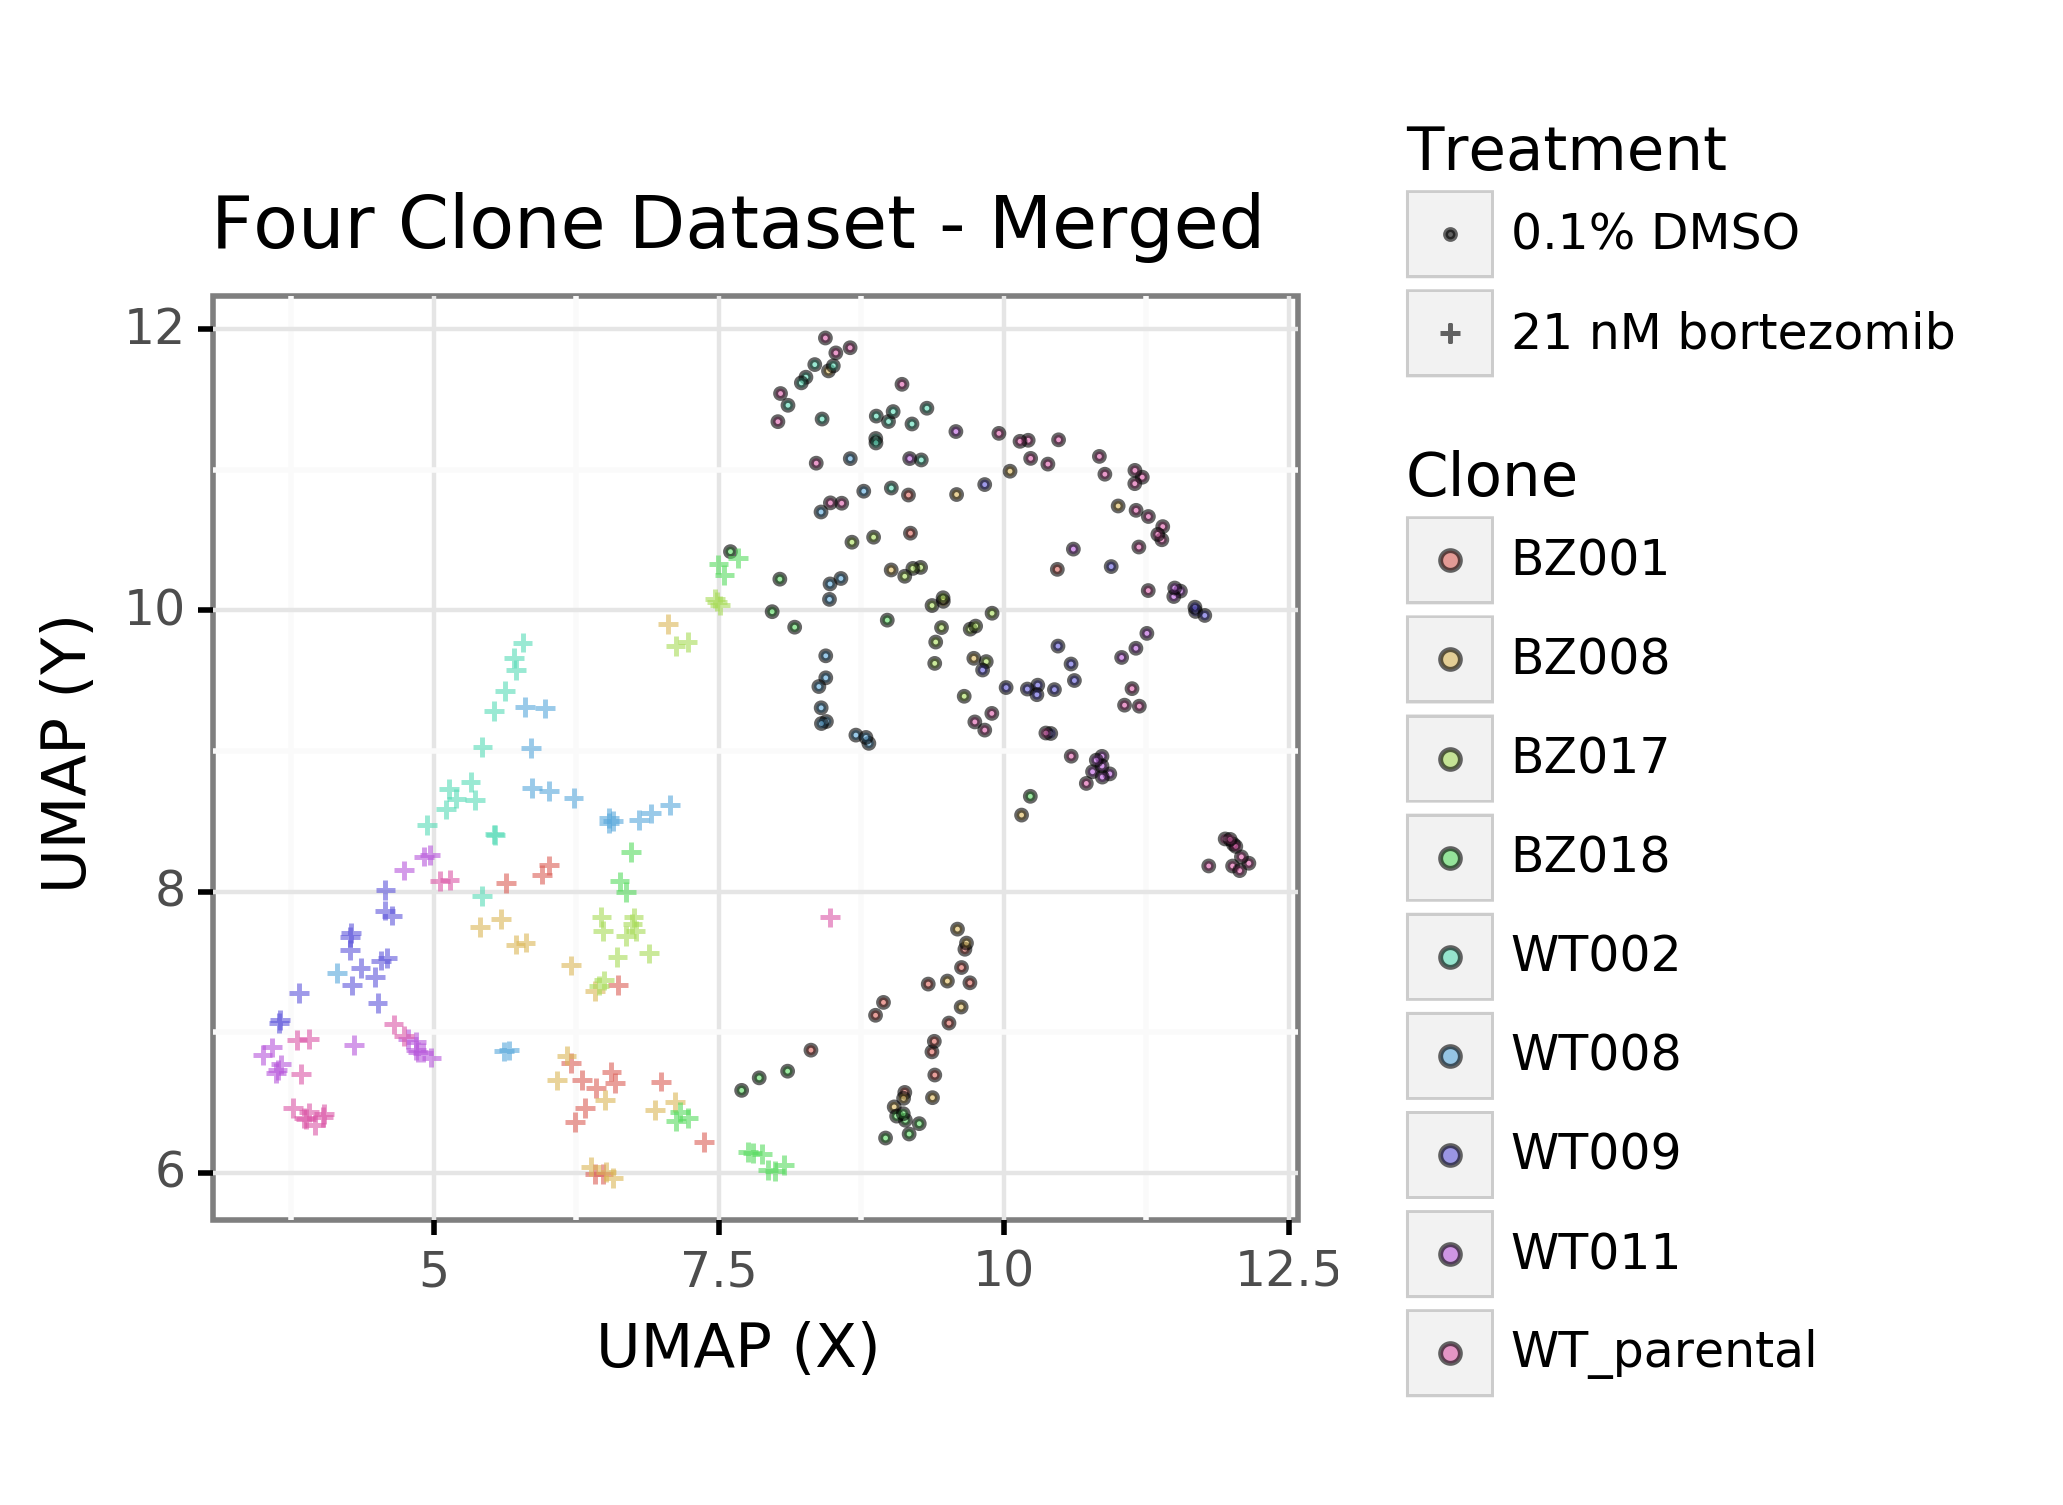 Four Clone Dataset - Merged
12
10
8
6
UMAP (Y)
5
7.5
10
12.5
UMAP (X)
Treatment
0.1% DMSO
21 nM bortezomib
Clone
BZ001
BZ008
BZ017
BZ018
WT002
WT008
WT009
WT011
WT_parental